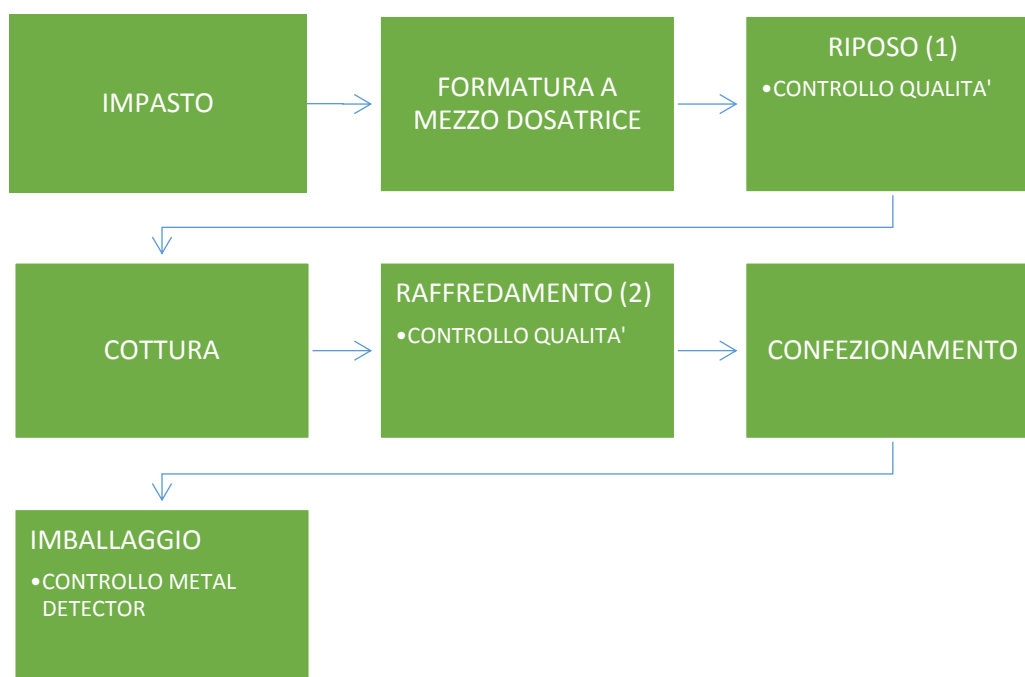 IMPASTO
FORMATURA A
MEZZO DOSATRICE
RIPOSO (1)
•CONTROLLO QUALITA'
COTTURA
RAFFREDAMENTO (2)
•CONTROLLO QUALITA'
CONFEZIONAMENTO
IMBALLAGGIO
•CONTROLLO METAL
DETECTOR